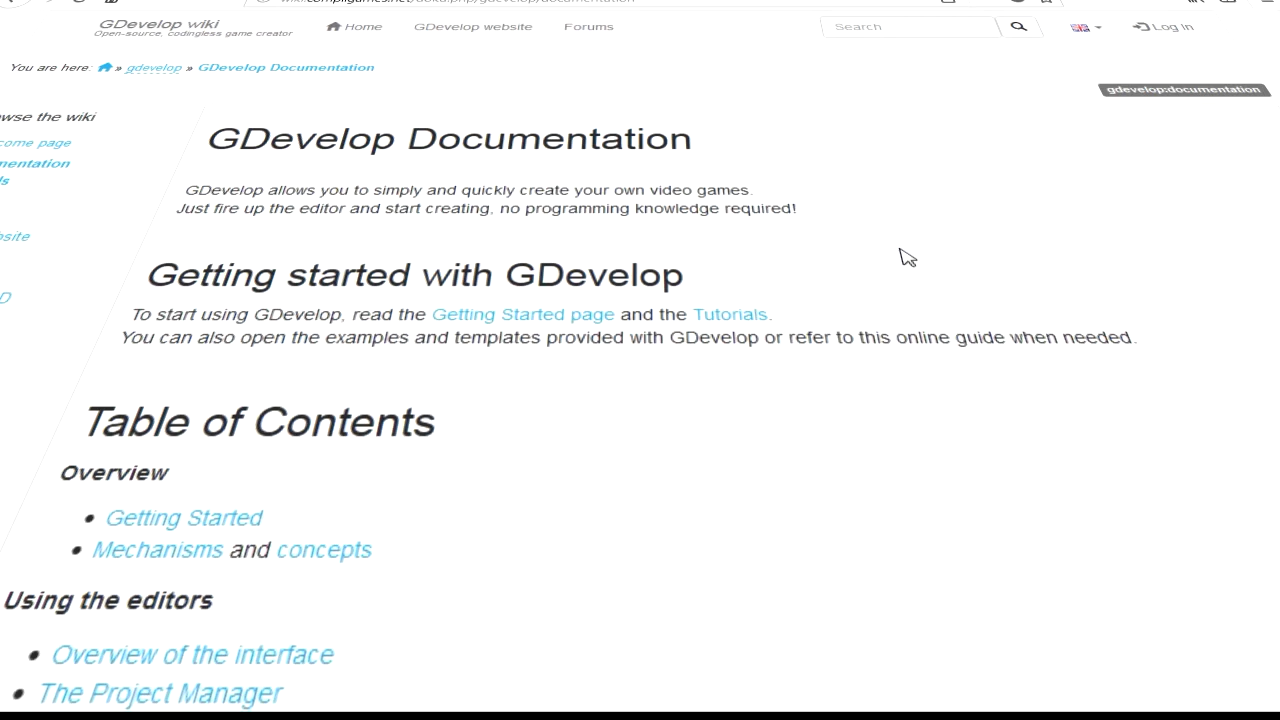 GDevelop wiki
Open-source, codingless game creator
Home GDevelop website Forums Search Log In
You are here: » gdevelop » GDevelop Documentation
gdevelop:documentation
the wiki
page
GDevelop Documentation
GDevelop allows you to simply and quickly create your own video games.
Just fire up the editor and start creating, no programming knowledge required!
Getting started with GDevelop
To start using GDevelop, read the Getting Started page and the Tutorials.
You can also open the examples and templates provided with GDevelop or refer to this online guide when needed.
Table of Contents
Overview
• Getting Started
• Mechanisms and concepts
Using the editors
• Overview of the interface
• The Project Manager